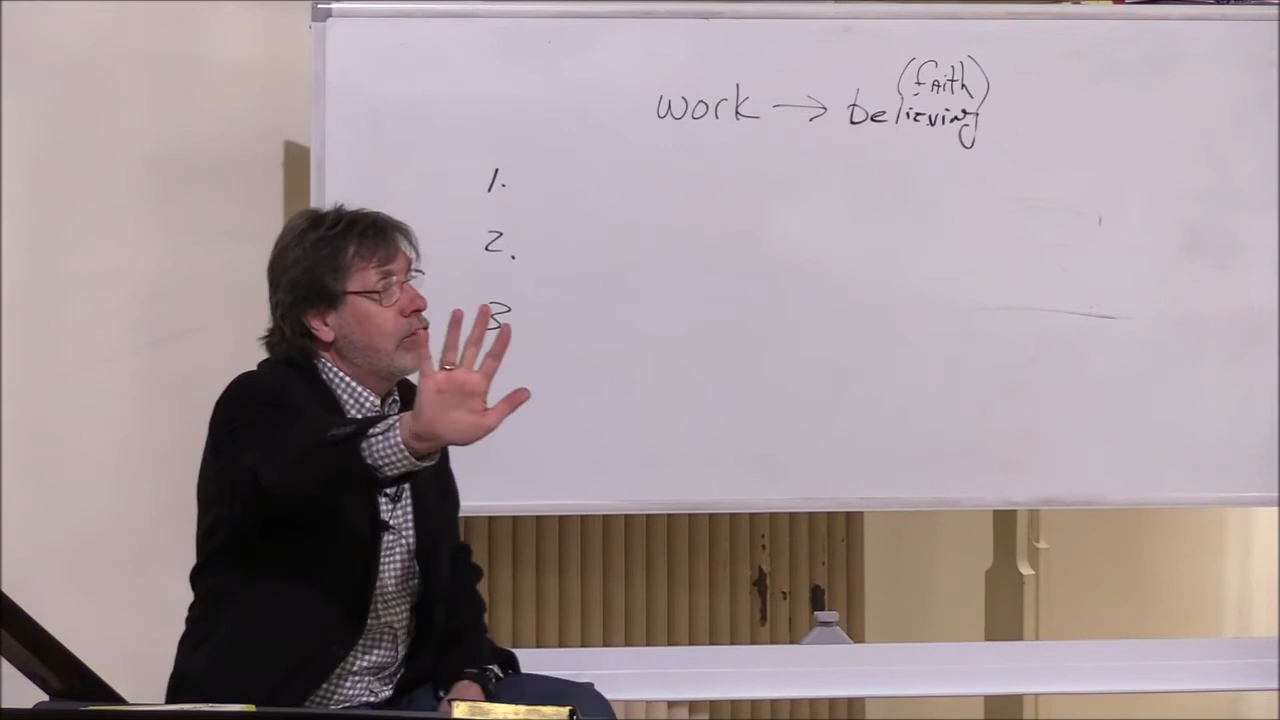 (faith)
work → believing
1.
2.
3